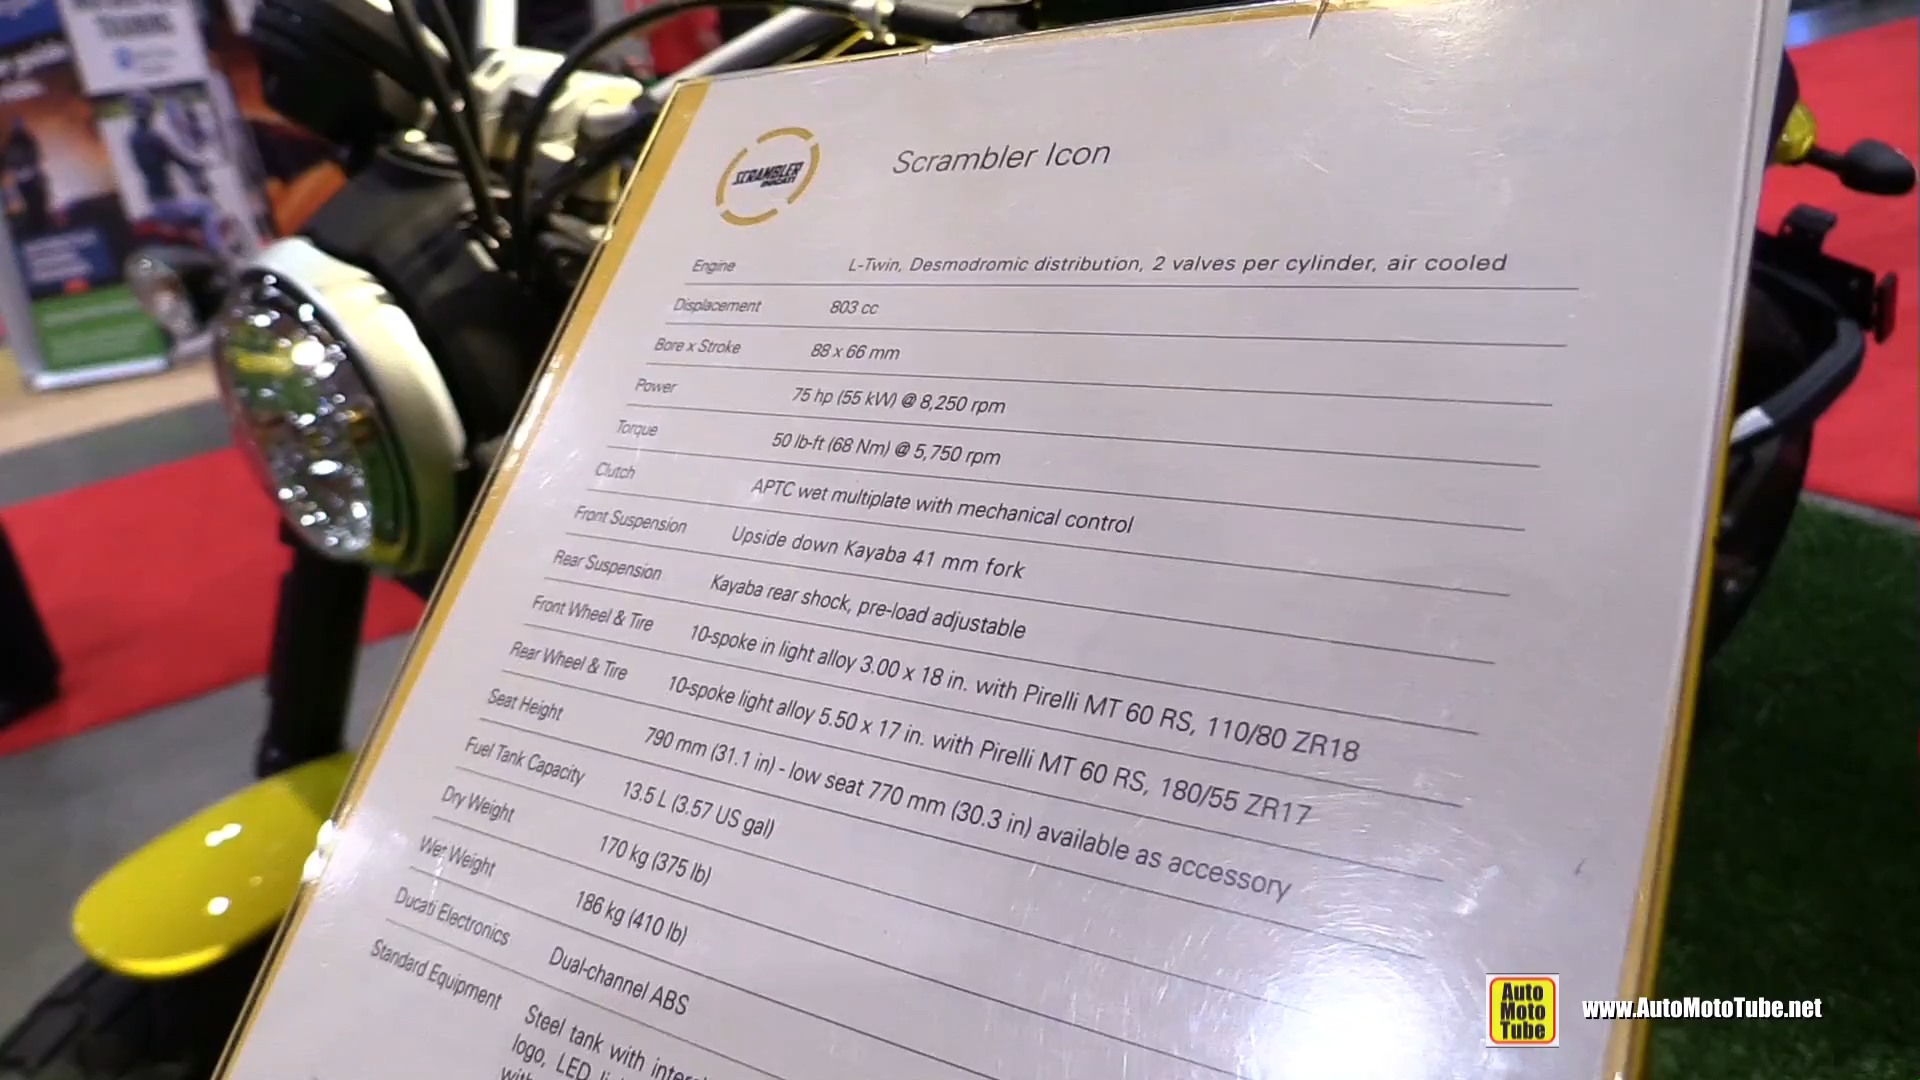 TRAINING
SCRAMBLER
DUCATI
Scrambler Icon
Engine L-Twin, Desmodromic distribution, 2 valves per cylinder, air cooled
Displacement 803 cc
Bore x Stroke 88 x 66 mm
Power 75 hp (55 kW) @ 8,250 rpm
Torque 50 lb-ft (68 Nm) @ 5,750 rpm
Clutch APTC wet multiplate with mechanical control
Front Suspension Upside down Kayaba 41 mm fork
Rear Suspension Kayaba rear shock, pre-load adjustable
Front Wheel & Tire 10-spoke in light alloy 3.00 x 18 in. with Pirelli MT 60 RS, 110/80 ZR18
Rear Wheel & Tire 10-spoke light alloy 5.50 x 17 in. with Pirelli MT 60 RS, 180/55 ZR17
Seat Height 790 mm (31.1 in) - low seat 770 mm (30.3 in) available as accessory
Fuel Tank Capacity 13.5 L (3.57 US gal)
Dry Weight 170 kg (375 lb)
Wet Weight 186 kg (410 lb)
Ducati Electronics Dual-channel ABS
Standard Equipment Steel tank with
logo, LED
Auto
Moto
Tube
www.AutoMotoTube.net